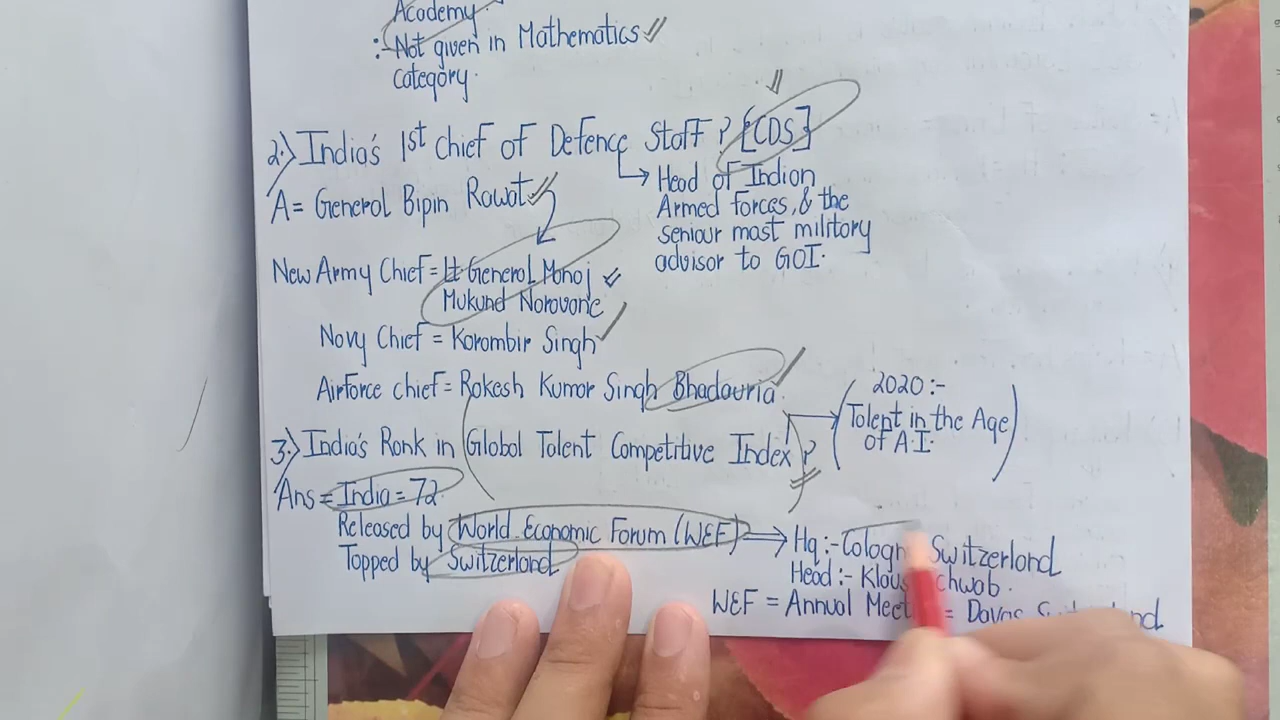 Academy
:- Not given in Mathematics
category.
2.) India's 1st chief of Defence Staff ? [CDS]
Head of Indian
Armed forces, & the
seniour most military
advisor to GOI.
A = General Bipin Rawat
New Army Chief = Lt General Manoj
Mukund Naravane
Navy Chief = Karambir Singh
Airforce chief = Rakesh Kumar Singh Bhadauria.
2020 :-
Talent in the Age
of A.I.
3.) India's Rank in Global Talent Competitive Index ?
Ans = India = 72.
Released by World Economic Forum (WEF)
Topped by Switzerland
Hq :- Switzerland
Head :- Klaus
WEF = Annual = Davos